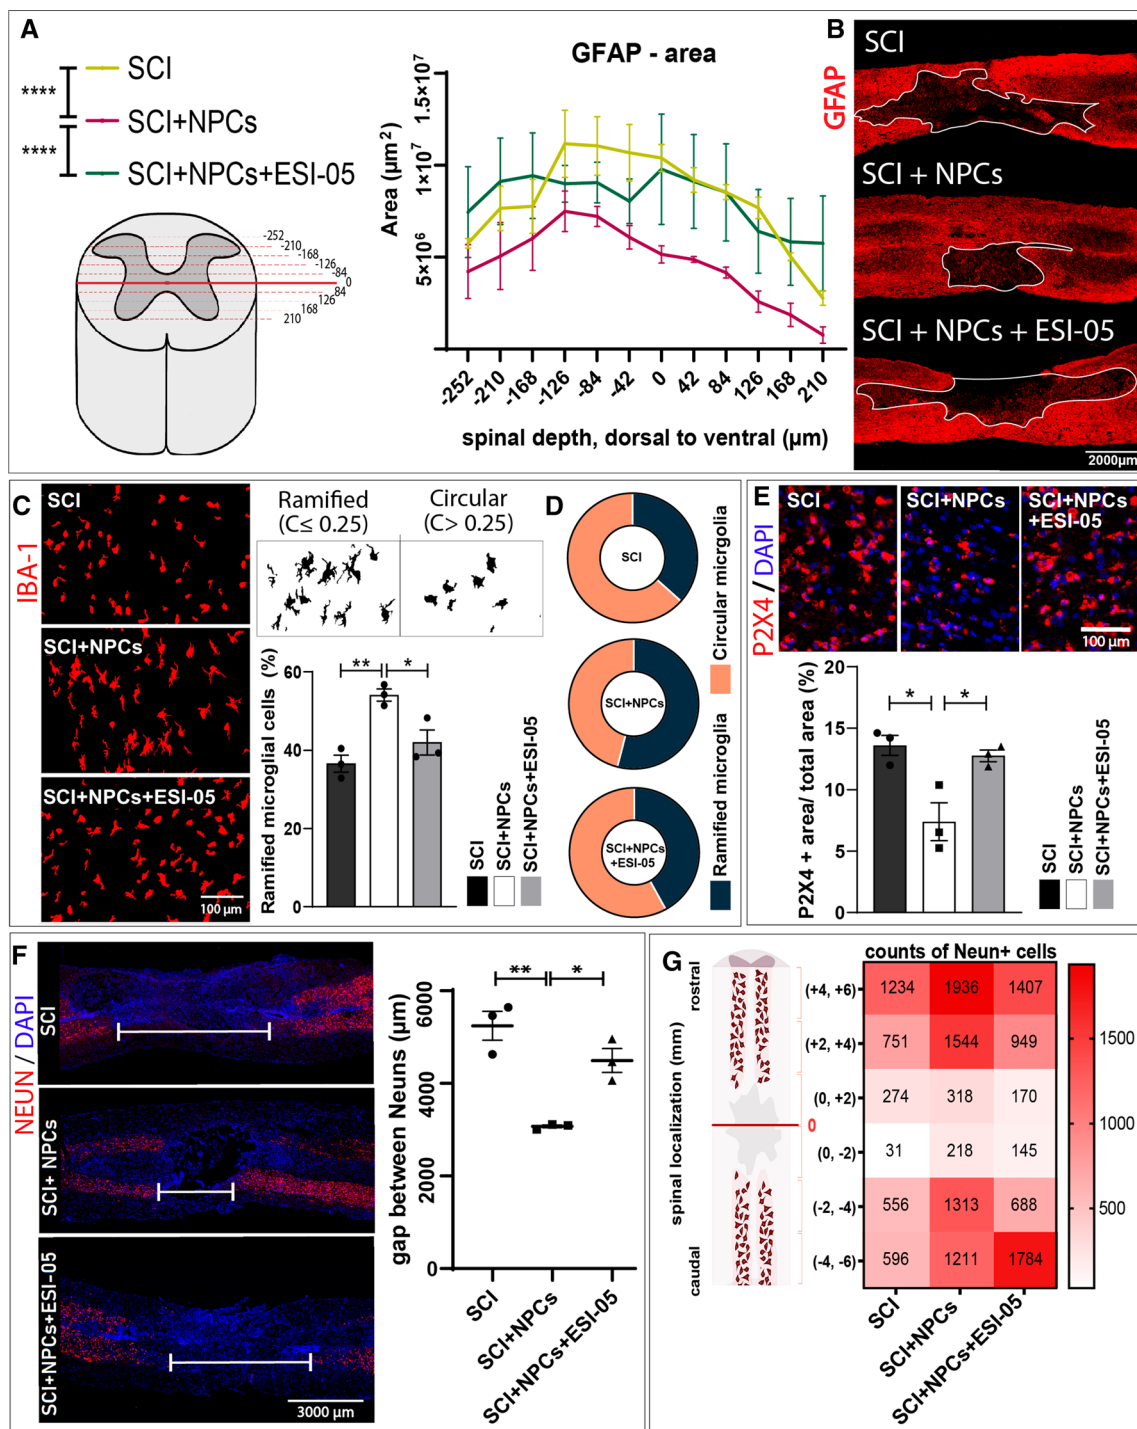 A
SCI
SCI+NPCs
SCI+NPCs+ESI-05
****
****
-252
-210
-168
-126
-84
0
84
126
168
210
GFAP - area
Area (µm²)
1.5×10⁷
1×10⁷
5×10⁶
-252
-210
-168
-126
-84
-42
0
42
84
126
168
210
spinal depth, dorsal to ventral (µm)
B
GFAP
SCI
SCI + NPCs
SCI + NPCs + ESI-05
2000µm
C
IBA-1
SCI
SCI+NPCs
SCI+NPCs+ESI-05
100 µm
Ramified
(C≤ 0.25)
Circular
(C> 0.25)
Ramified microglial cells (%)
60
40
20
0
**
*
SCI
SCI+NPCs
SCI+NPCs+ESI-05
D
SCI
SCI+NPCs
SCI+NPCs
+ESI-05
Circular micrgolia
Ramified microglia
E
P2X4 / DAPI
SCI
SCI+NPCs
SCI+NPCs
+ESI-05
100 µm
P2X4 + area/ total area (%)
20
15
10
5
0
*
*
SCI
SCI+NPCs
SCI+NPCs+ESI-05
F
NEUN / DAPI
SCI
SCI+ NPCs
SCI+NPCs+ESI-05
3000 µm
gap between Neuns (µm)
6000
4000
2000
0
**
*
SCI
SCI+NPCs
SCI+NPCs+ESI-05
G
counts of Neun+ cells
rostral
spinal localization (mm)
caudal
0
(+4, +6) 1234 1936 1407
(+2, +4) 751 1544 949
(0, +2) 274 318 170
(0, -2) 31 218 145
(-2, -4) 556 1313 688
(-4, -6) 596 1211 1784
SCI
SCI+NPCs
SCI+NPCs+ESI-05
1500
1000
500